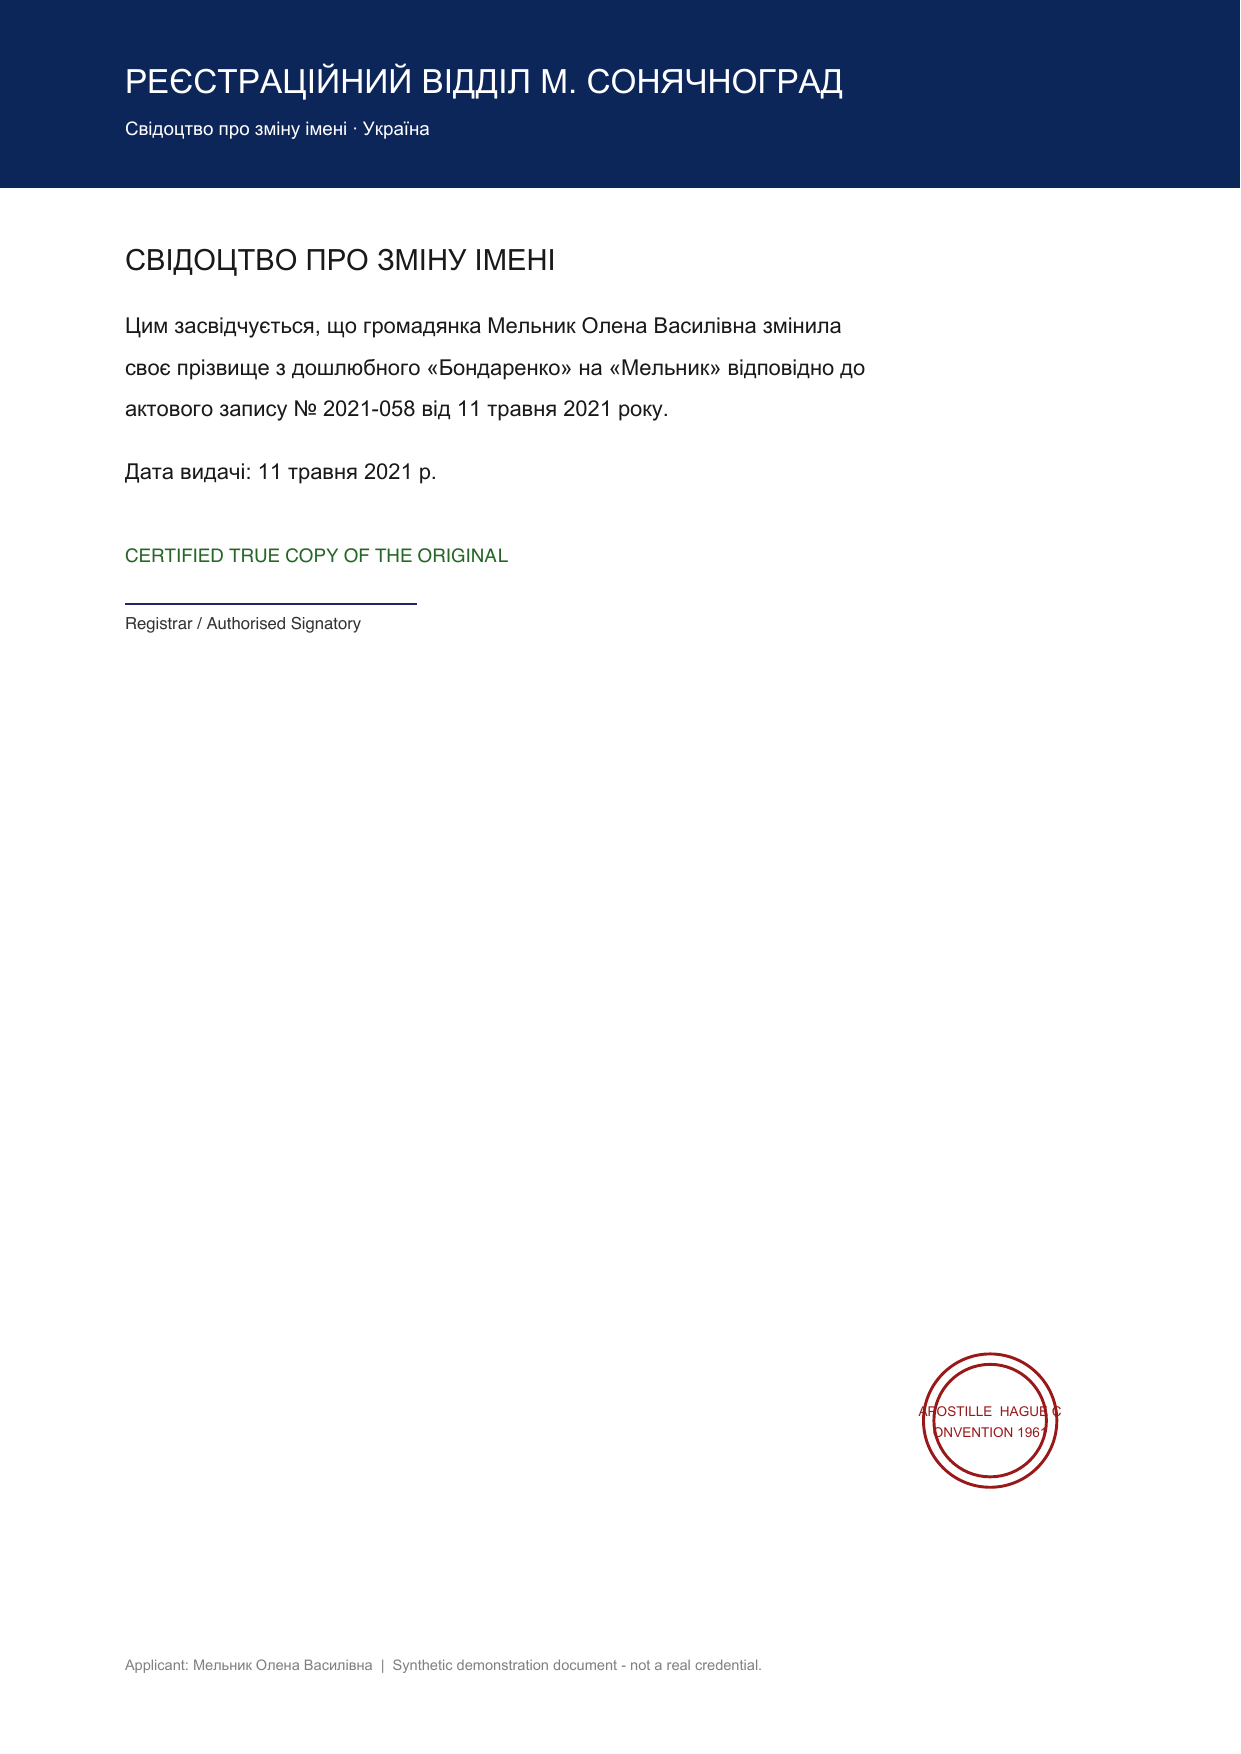 РЕЄСТРАЦІЙНИЙ ВІДДІЛ М. СОНЯЧНОГРАД
Свідоцтво про зміну імені · Україна
СВІДОЦТВО ПРО ЗМІНУ ІМЕНІ
Цим засвідчується, що громадянка Мельник Олена Василівна змінила
своє прізвище з дошлюбного «Бондаренко» на «Мельник» відповідно до
актового запису № 2021-058 від 11 травня 2021 року.
Дата видачі: 11 травня 2021 р.
CERTIFIED TRUE COPY OF THE ORIGINAL
Registrar / Authorised Signatory
APOSTILLE HAGUE C
ONVENTION 1961
Applicant: Мельник Олена Василівна | Synthetic demonstration document - not a real credential.